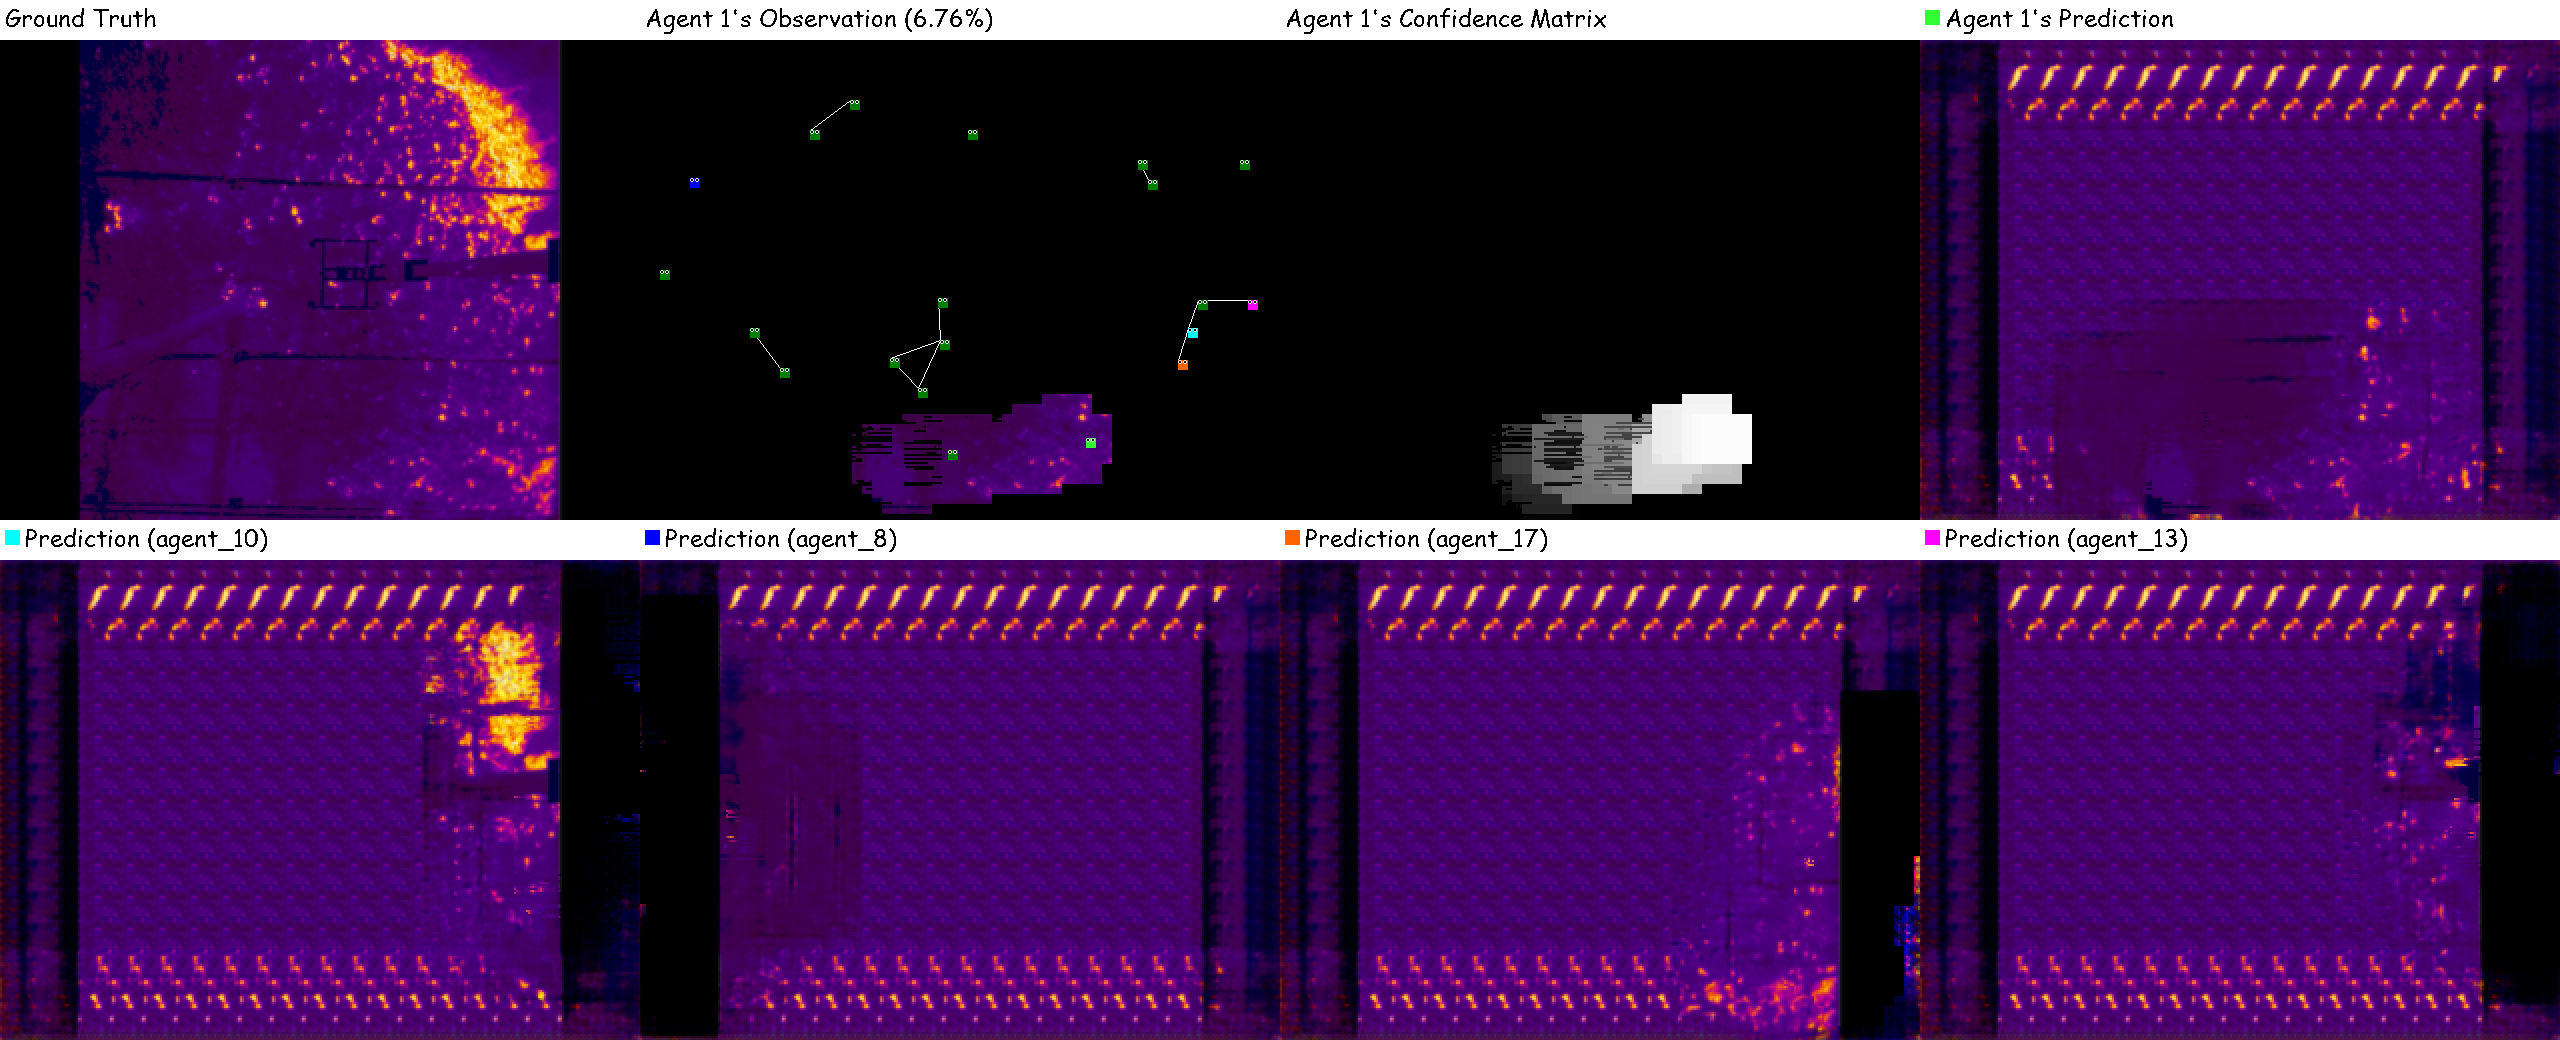 Ground Truth
Agent 1's Observation (6.76%)
Agent 1's Confidence Matrix
Agent 1's Prediction
Prediction (agent_10)
Prediction (agent_8)
Prediction (agent_17)
Prediction (agent_13)